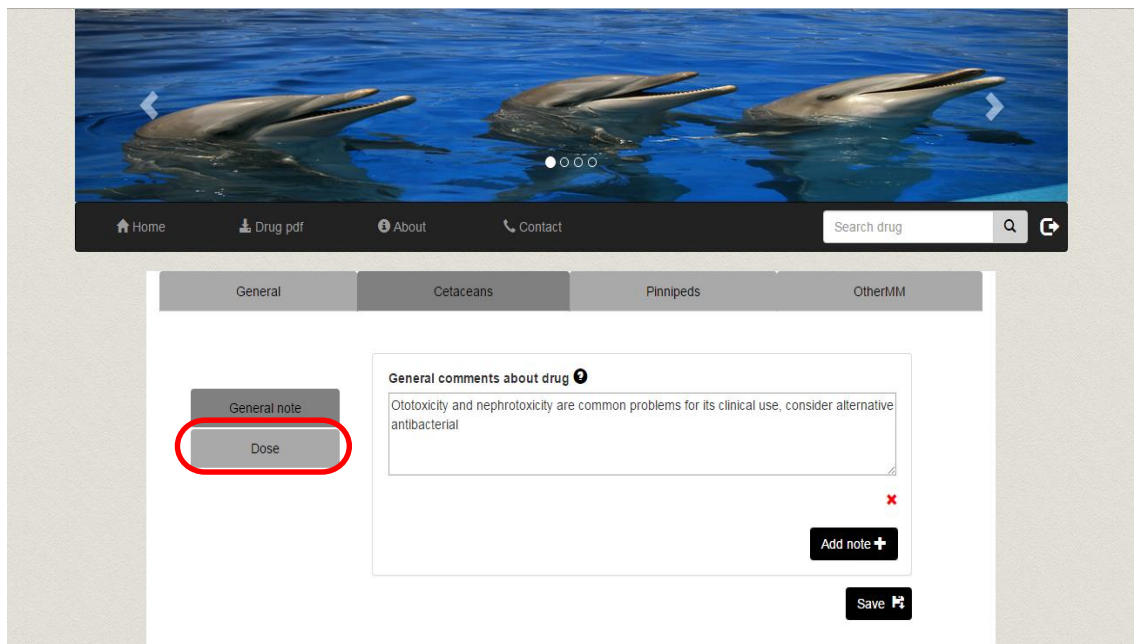 Home Drug pdf About Contact Search drug
General Cetaceans Pinnipeds OtherMM
General comments about drug
General note
Ototoxicity and nephrotoxicity are common problems for its clinical use, consider alternative
antibacterial
Dose
Add note
Save